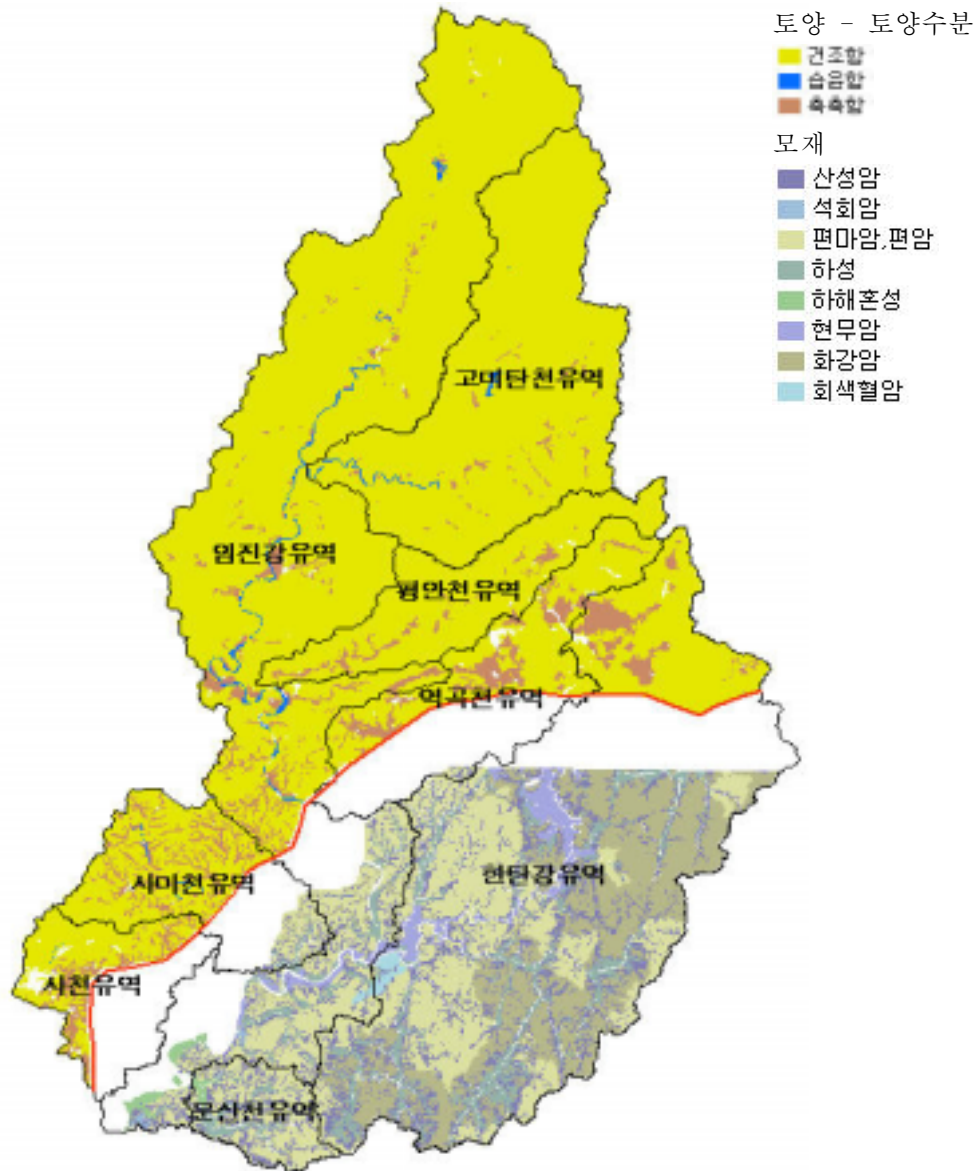 토양 - 토양수분
건조함
습음함
축축함
모재
산성암
석회암
편마암,편암
하성
하해혼성
현무암
화강암
회색혈암
고미탄천유역
임진강유역
평안천유역
역곡천유역
사미천유역
한탄강유역
사천유역
문산천유역